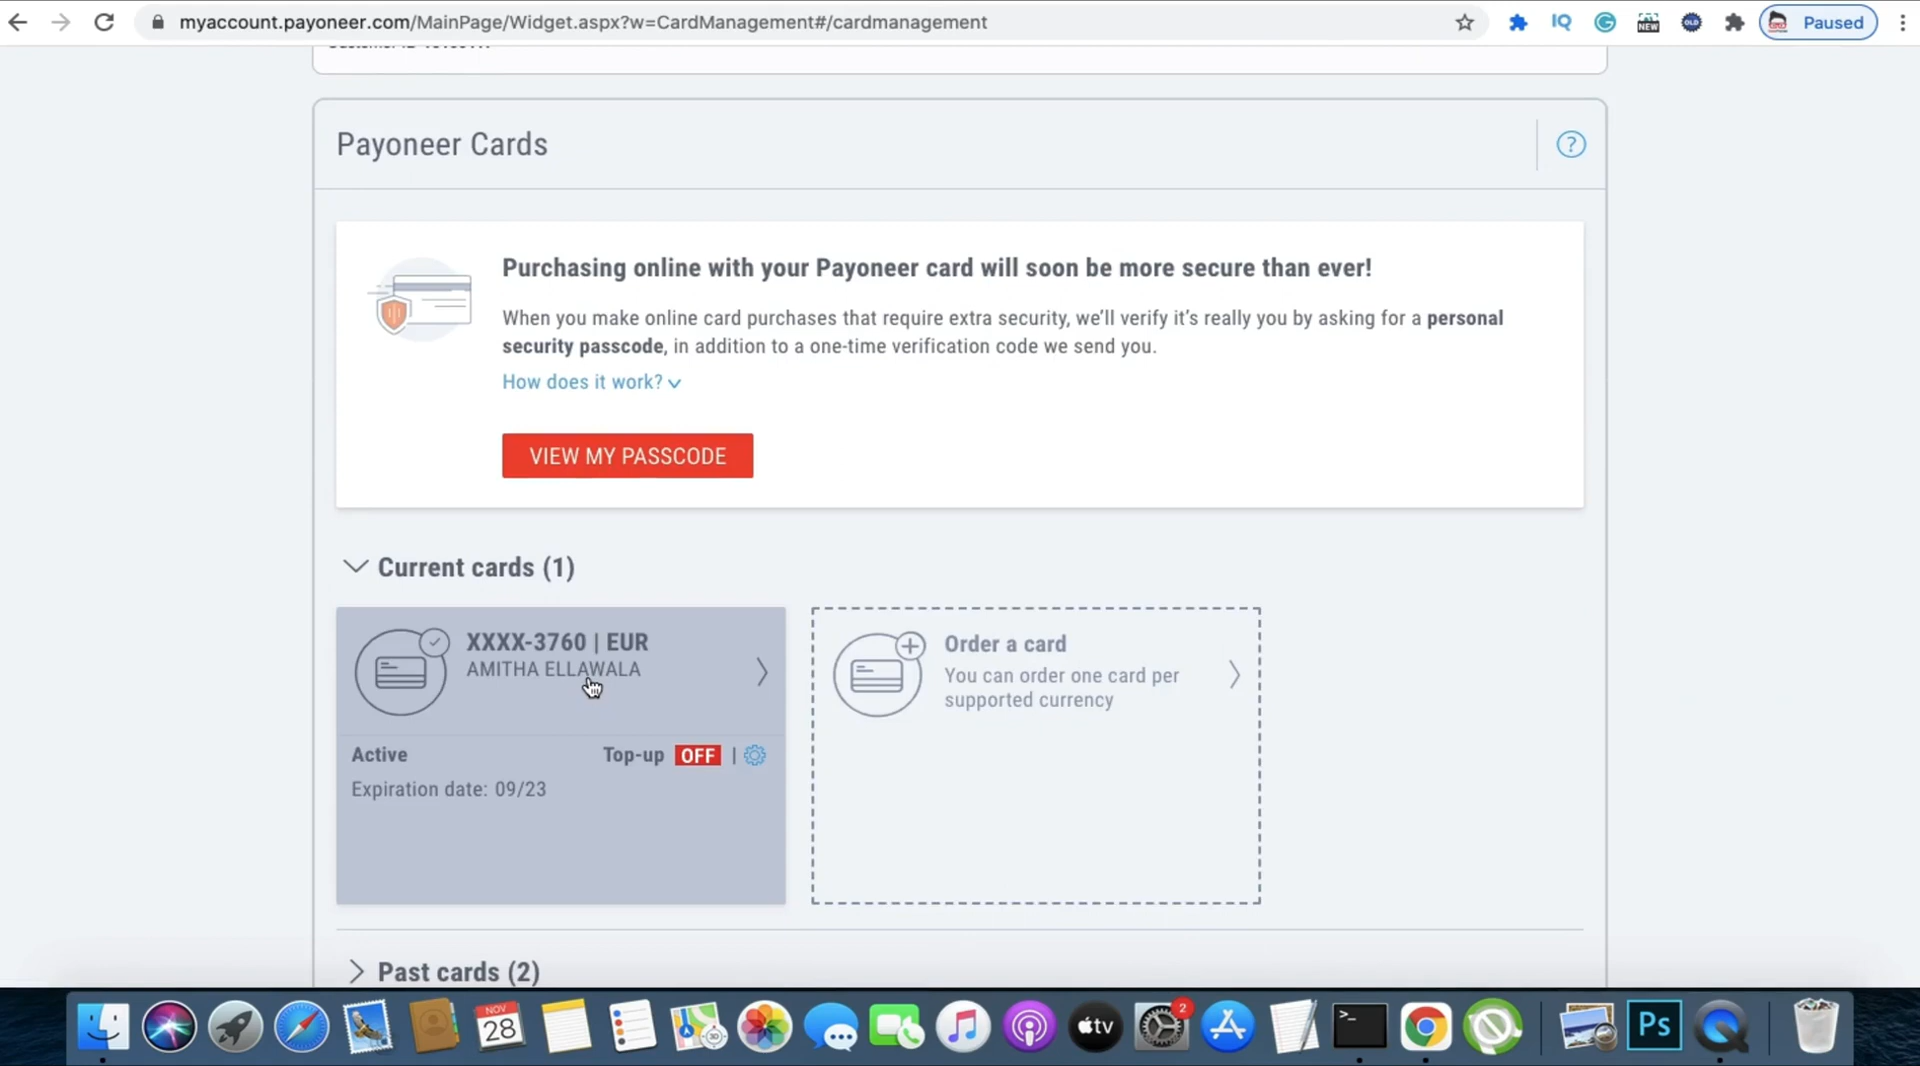 myaccount.payoneer.com/MainPage/Widget.aspx?w=CardManagement#/cardmanagement
IQ
NEW
OLD
Paused
Payoneer Cards
?
Purchasing online with your Payoneer card will soon be more secure than ever!
When you make online card purchases that require extra security, we'll verify it's really you by asking for a personal
security passcode, in addition to a one-time verification code we send you.
How does it work?
VIEW MY PASSCODE
Current cards (1)
XXXX-3760 | EUR
AMITHA ELLAWALA
Active
Top-up OFF |
Expiration date: 09/23
Order a card
You can order one card per
supported currency
Past cards (2)
NOV
28
3D
tv
2
>_
Ps